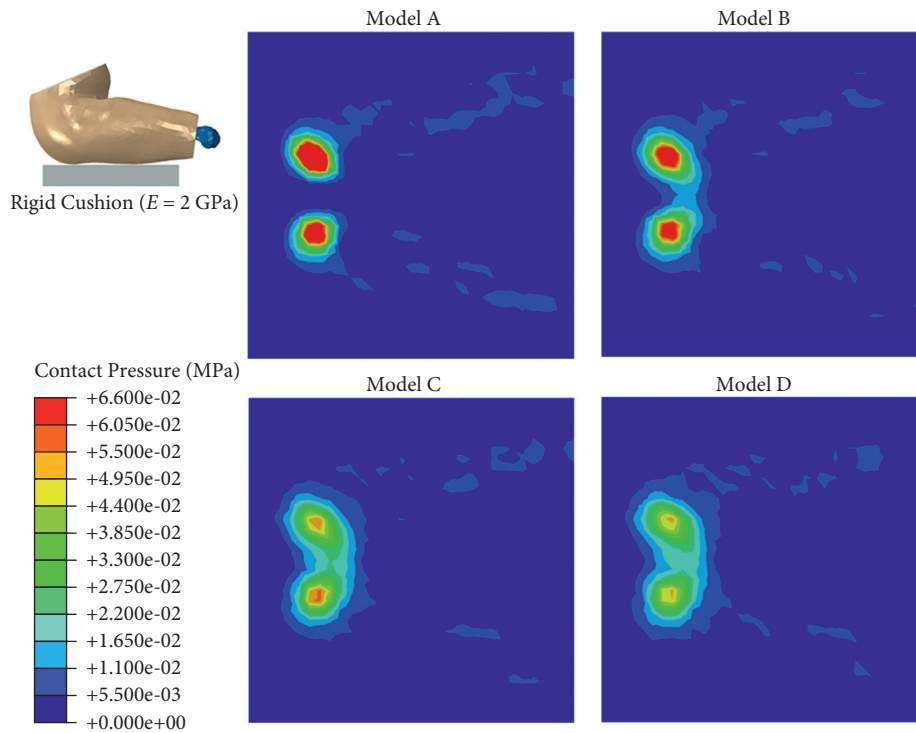 Model A
Model B
Rigid Cushion (E = 2 GPa)
Contact Pressure (MPa)
+6.600e-02
+6.050e-02
+5.500e-02
+4.950e-02
+4.400e-02
+3.850e-02
+3.300e-02
+2.750e-02
+2.200e-02
+1.650e-02
+1.100e-02
+5.500e-03
+0.000e+00
Model C
Model D